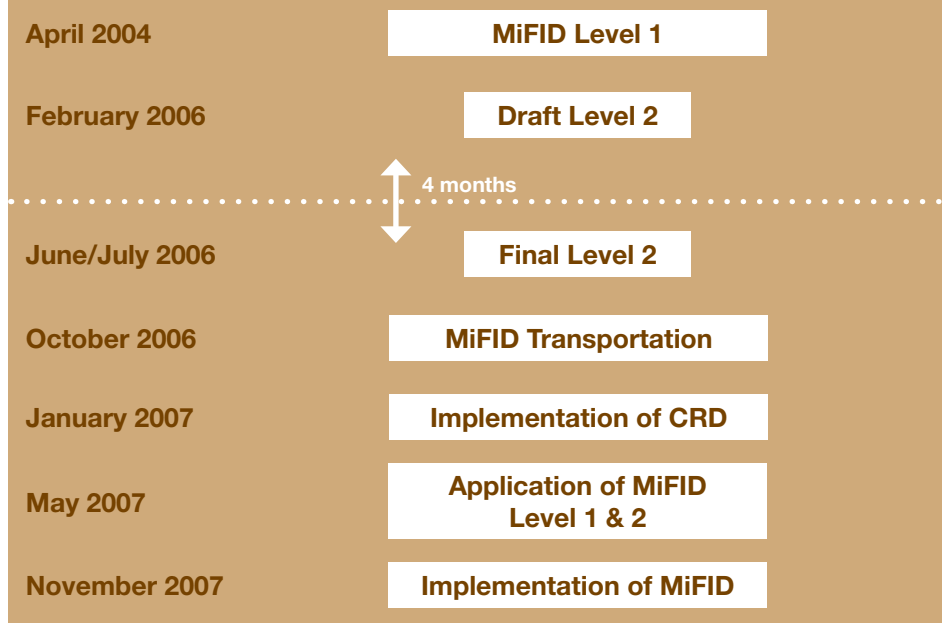 April 2004
MiFID Level 1
February 2006
Draft Level 2
4 months
June/July 2006
Final Level 2
October 2006
MiFID Transportation
January 2007
Implementation of CRD
May 2007
Application of MiFID
Level 1 & 2
November 2007
Implementation of MiFID